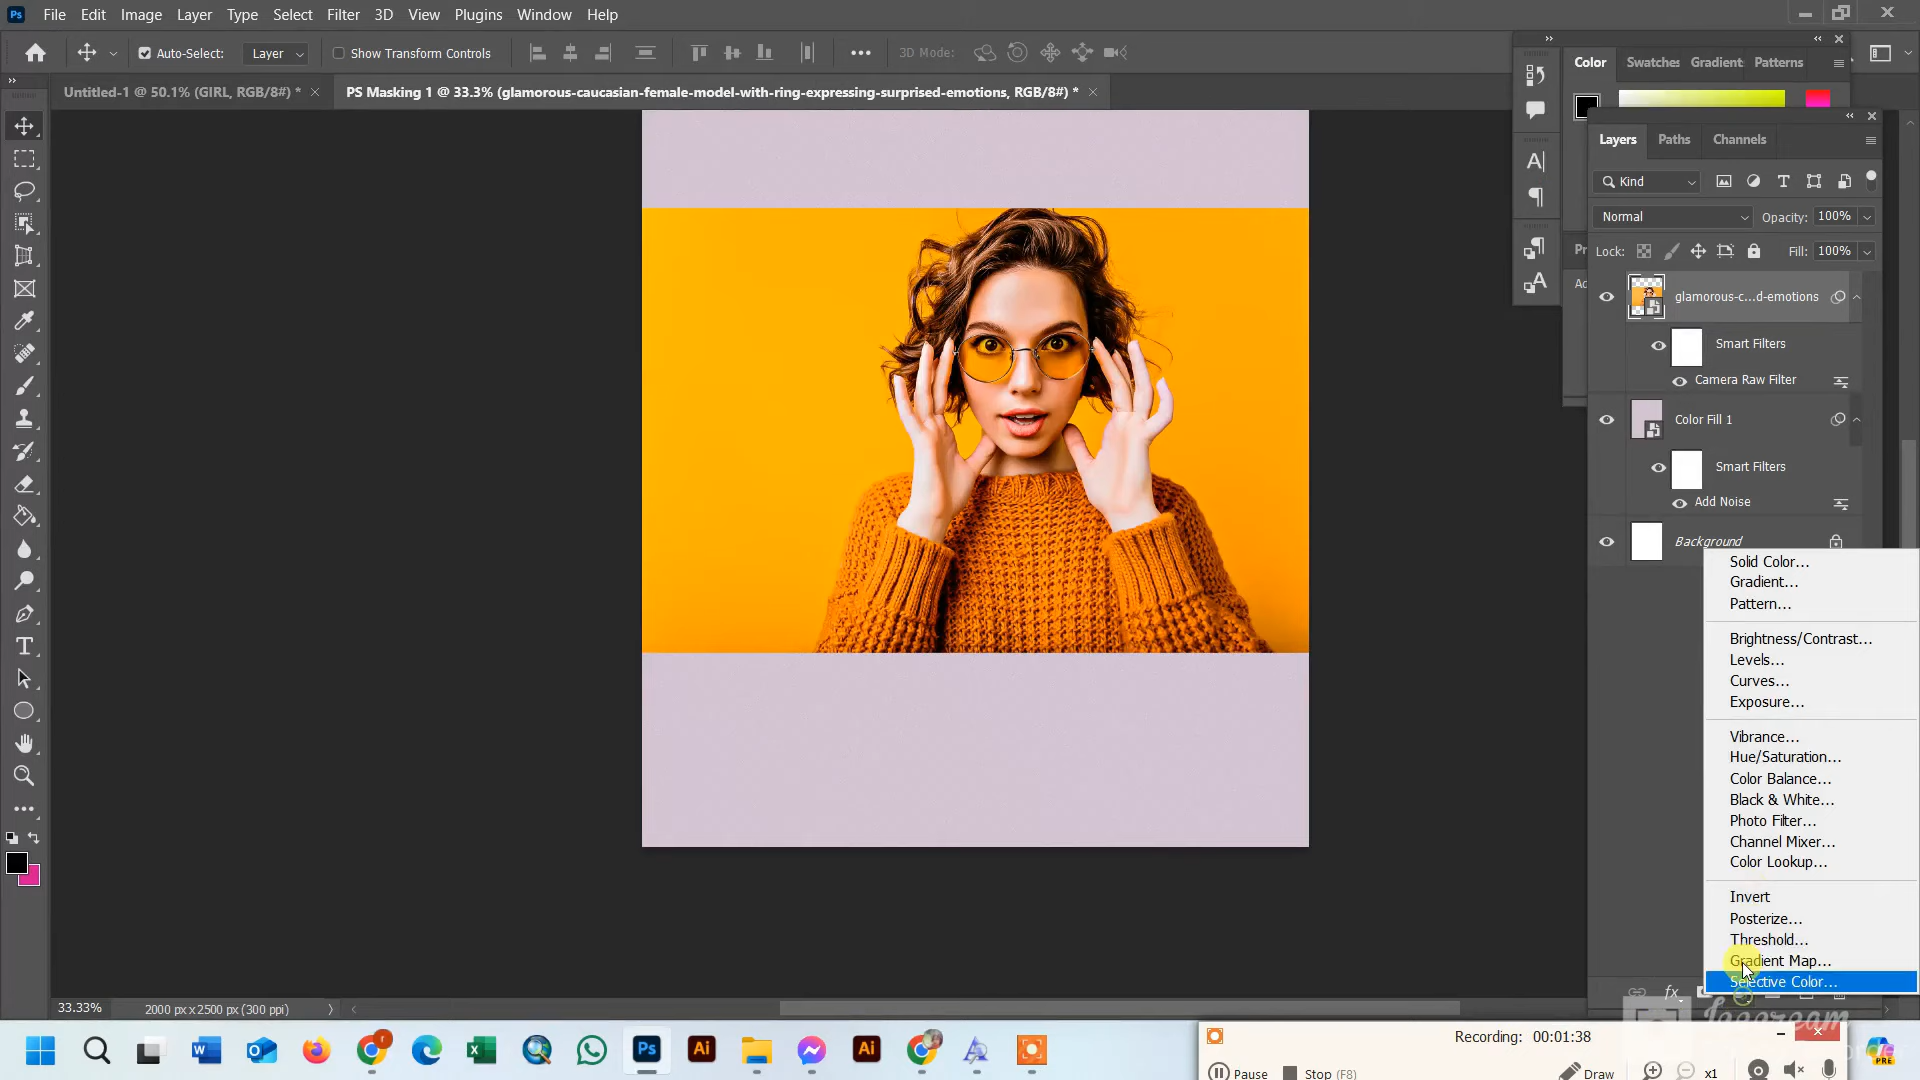 File Edit Image Layer Type Select Filter 3D View Plugins Window Help
Auto-Select: Layer Show Transform Controls 3D Mode:
Untitled-1 @ 50.1% (GIRL, RGB/8#) *
PS Masking 1 @ 33.3% (glamorous-caucasian-female-model-with-ring-expressing-surprised-emotions, RGB/8#) *
Color Swatches Gradient Patterns
Layers Paths Channels
Kind
Normal Opacity: 100%
Lock: Fill: 100%
glamorous-c...d-emotions
Smart Filters
Camera Raw Filter
Color Fill 1
Smart Filters
Add Noise
Background
Solid Color...
Gradient...
Pattern...
Brightness/Contrast...
Levels...
Curves...
Exposure...
Vibrance...
Hue/Saturation...
Color Balance...
Black & White...
Photo Filter...
Channel Mixer...
Color Lookup...
Invert
Posterize...
Threshold...
Gradient Map...
Selective Color...
33.33% 2000 px x 2500 px (300 ppi)
Recording: 00:01:38
Pause Stop (F8) Draw x1